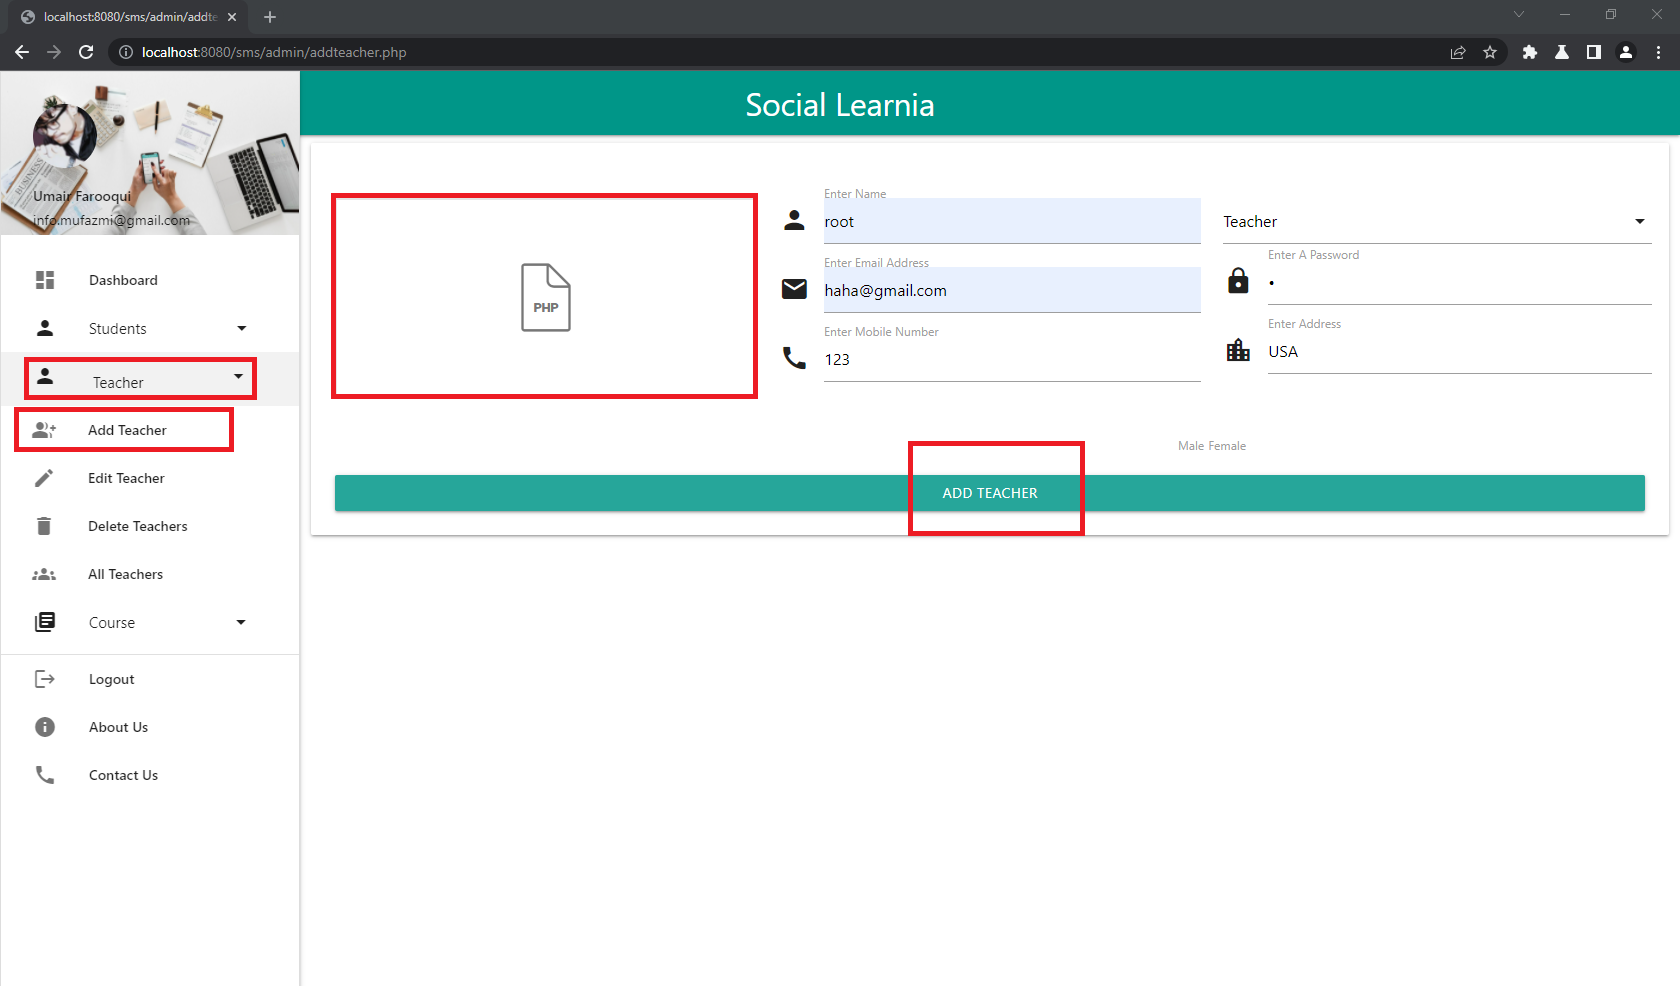 localhost:8080/sms/admin/addte
localhost:8080/sms/admin/addteacher.php
Umair Farooqui
info.mufazmi@gmail.com
BUSINESS
Dashboard
Students
Teacher
Add Teacher
Edit Teacher
Delete Teachers
All Teachers
Course
Logout
About Us
Contact Us
Social Learnia
PHP
Enter Name
root
Teacher
Enter Email Address
haha@gmail.com
Enter A Password
•
Enter Mobile Number
123
Enter Address
USA
Male Female
ADD TEACHER